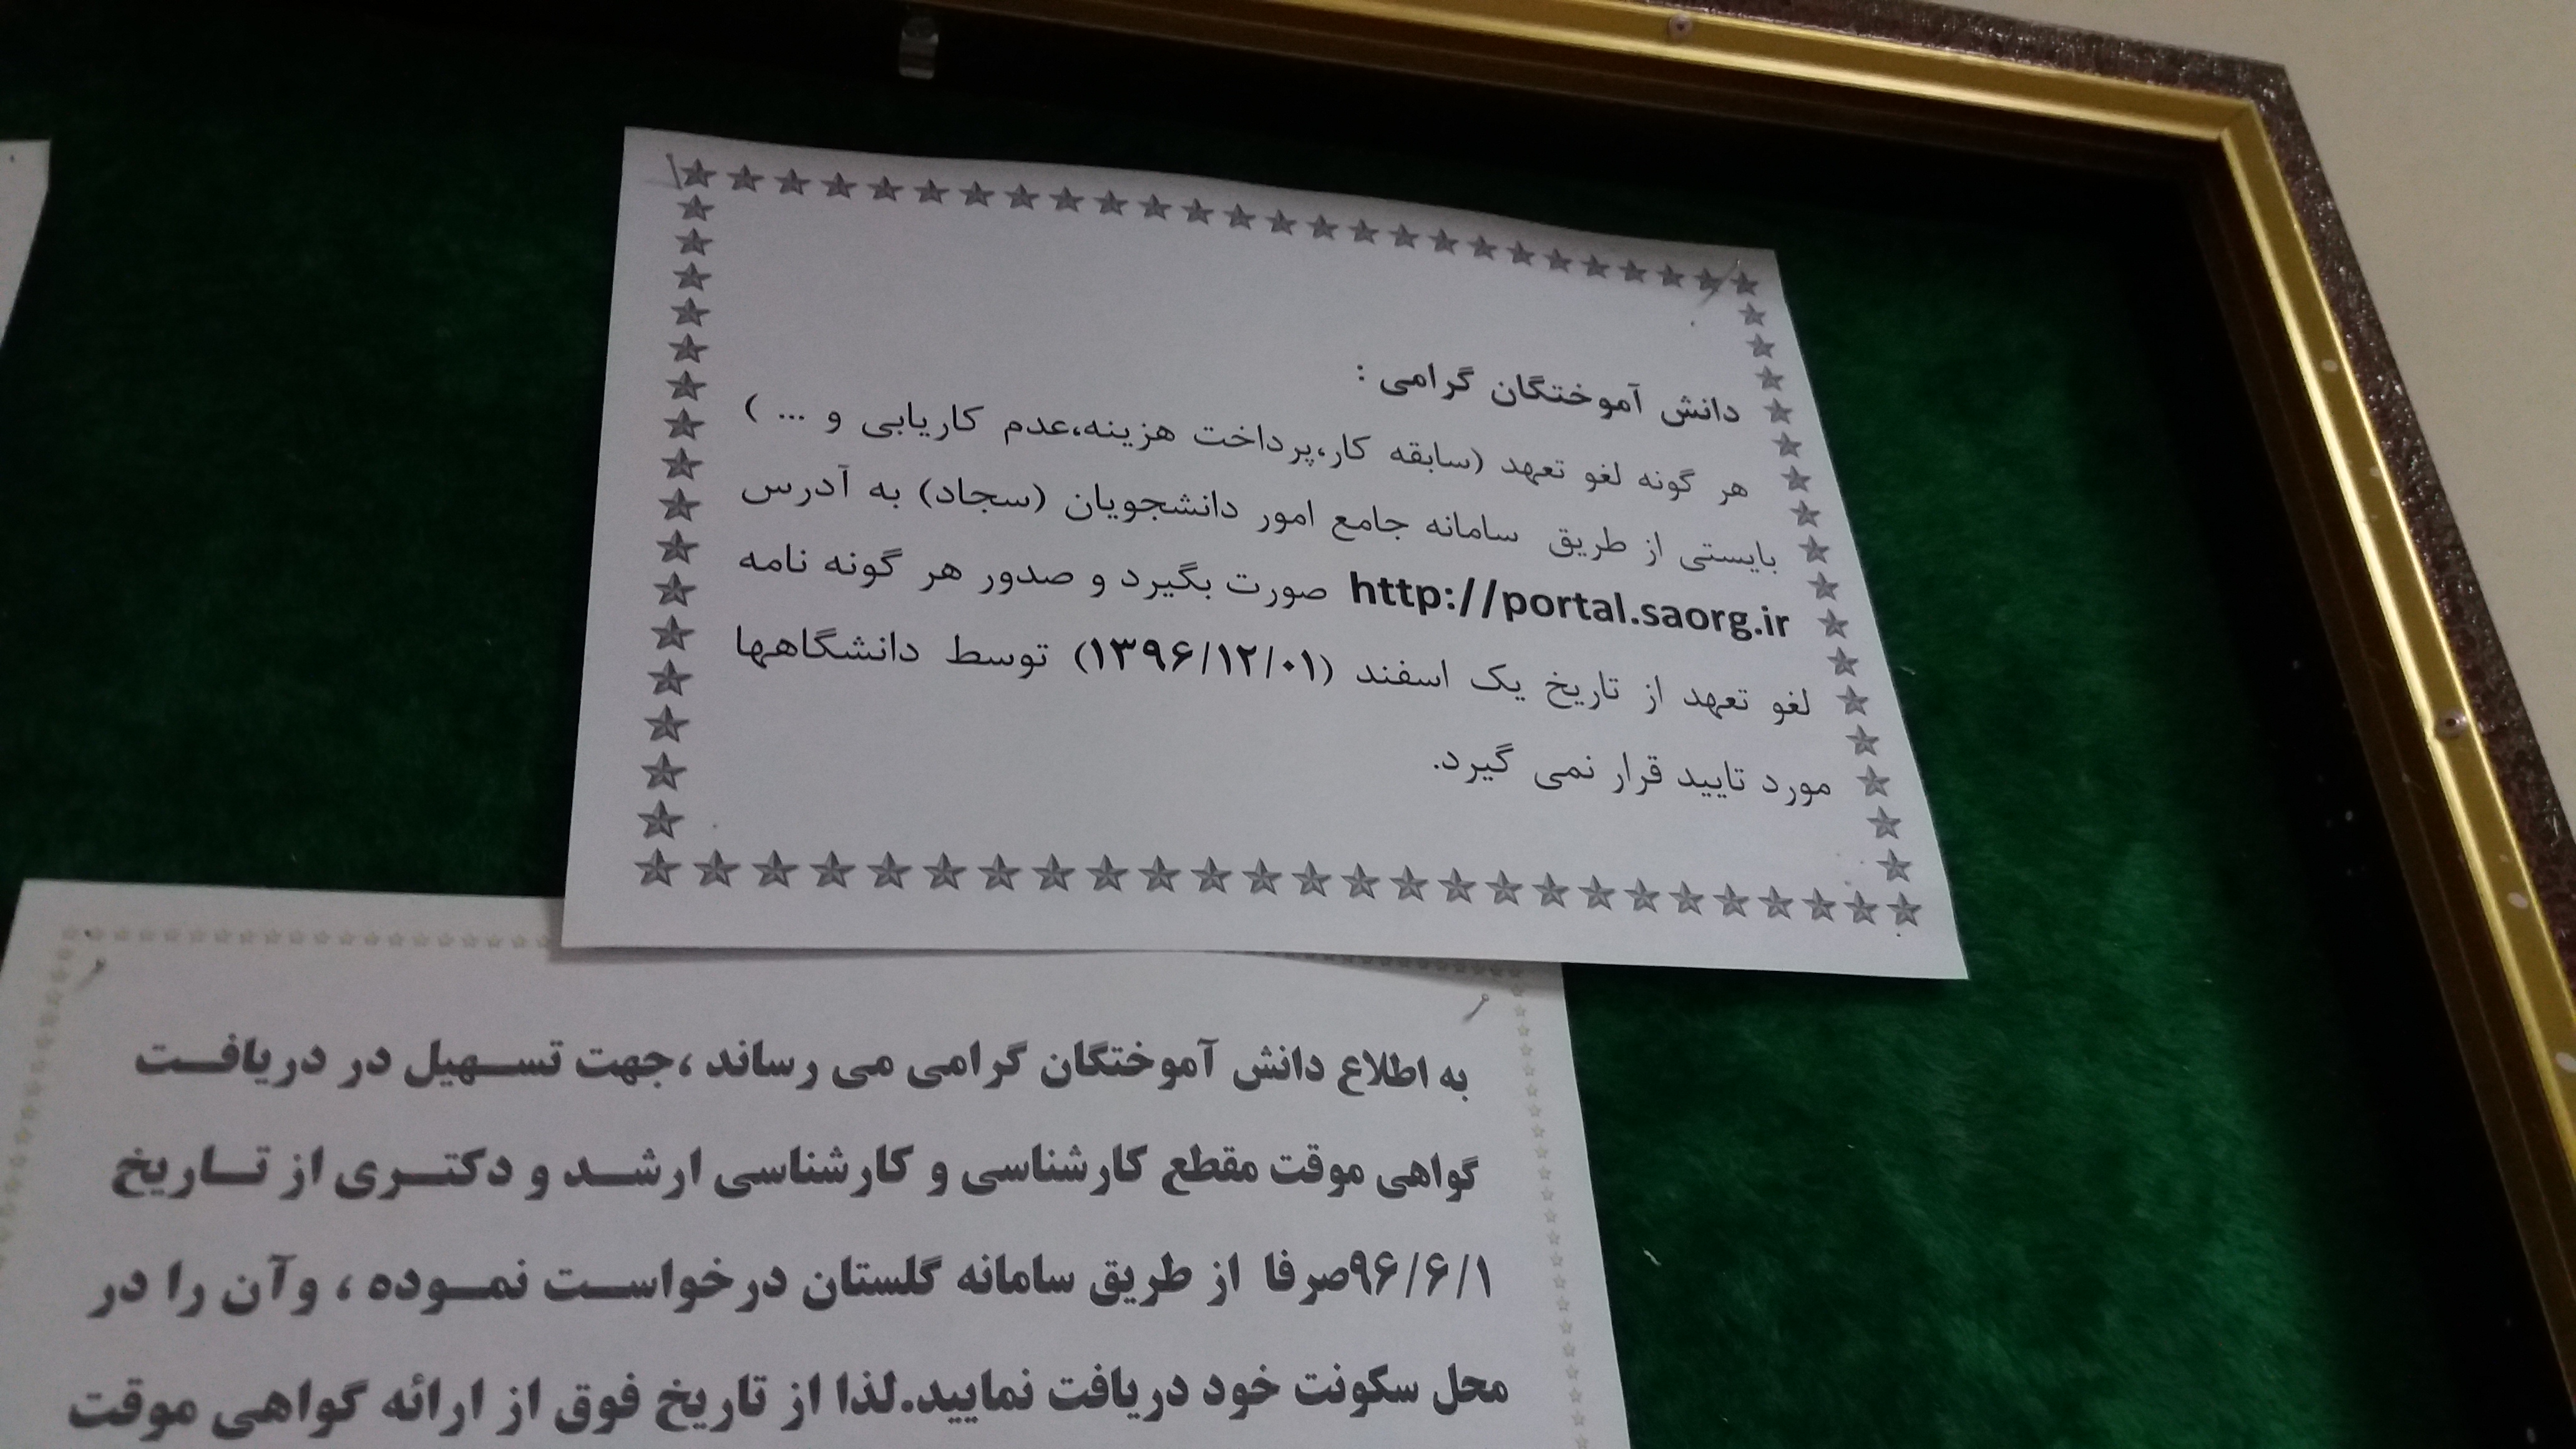 دانش آموختگان گرامی :
هر گونه لغو تعهد (سابقه کار،پرداخت هزینه،عدم کاریابی و ... )
بایستی از طریق سامانه جامع امور دانشجویان (سجاد) به آدرس
http://portal.saorg.ir صورت بگیرد و صدور هر گونه نامه
لغو تعهد از تاریخ یک اسفند (۱۳۹۶/۱۲/۰۱) توسط دانشگاهها
مورد تایید قرار نمی گیرد.
به اطلاع دانش آموختگان گرامی می رساند ،جهت تسهیل در دریافت
گواهی موقت مقطع کارشناسی و کارشناسی ارشد و دکتری از تاریخ
۹۶/۶/۱صرفا از طریق سامانه گلستان درخواست نموده ، وآن را در
محل سکونت خود دریافت نمایید.لذا از تاریخ فوق از ارائه گواهی موقت